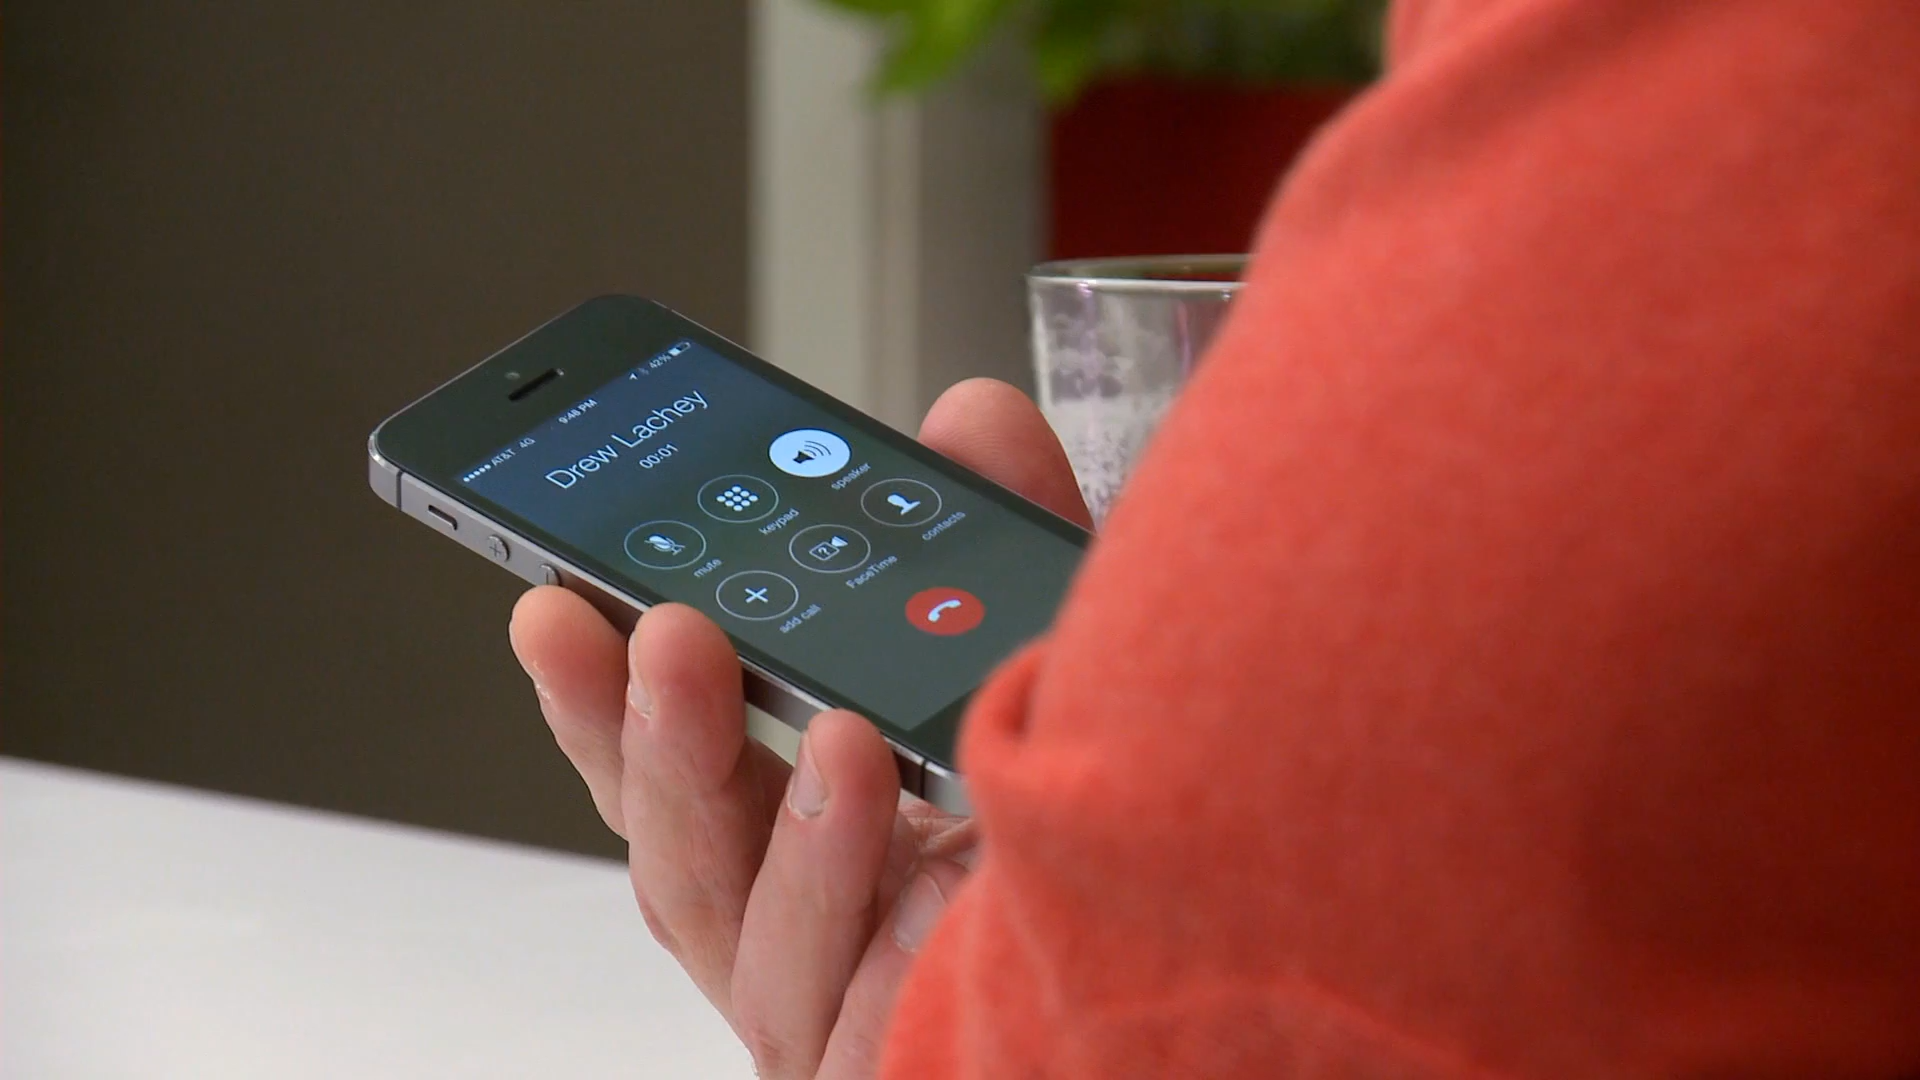 AT&T 4G 9:46 PM 42%
Drew Lachey
00:01
mute keypad speaker
add call FaceTime contacts